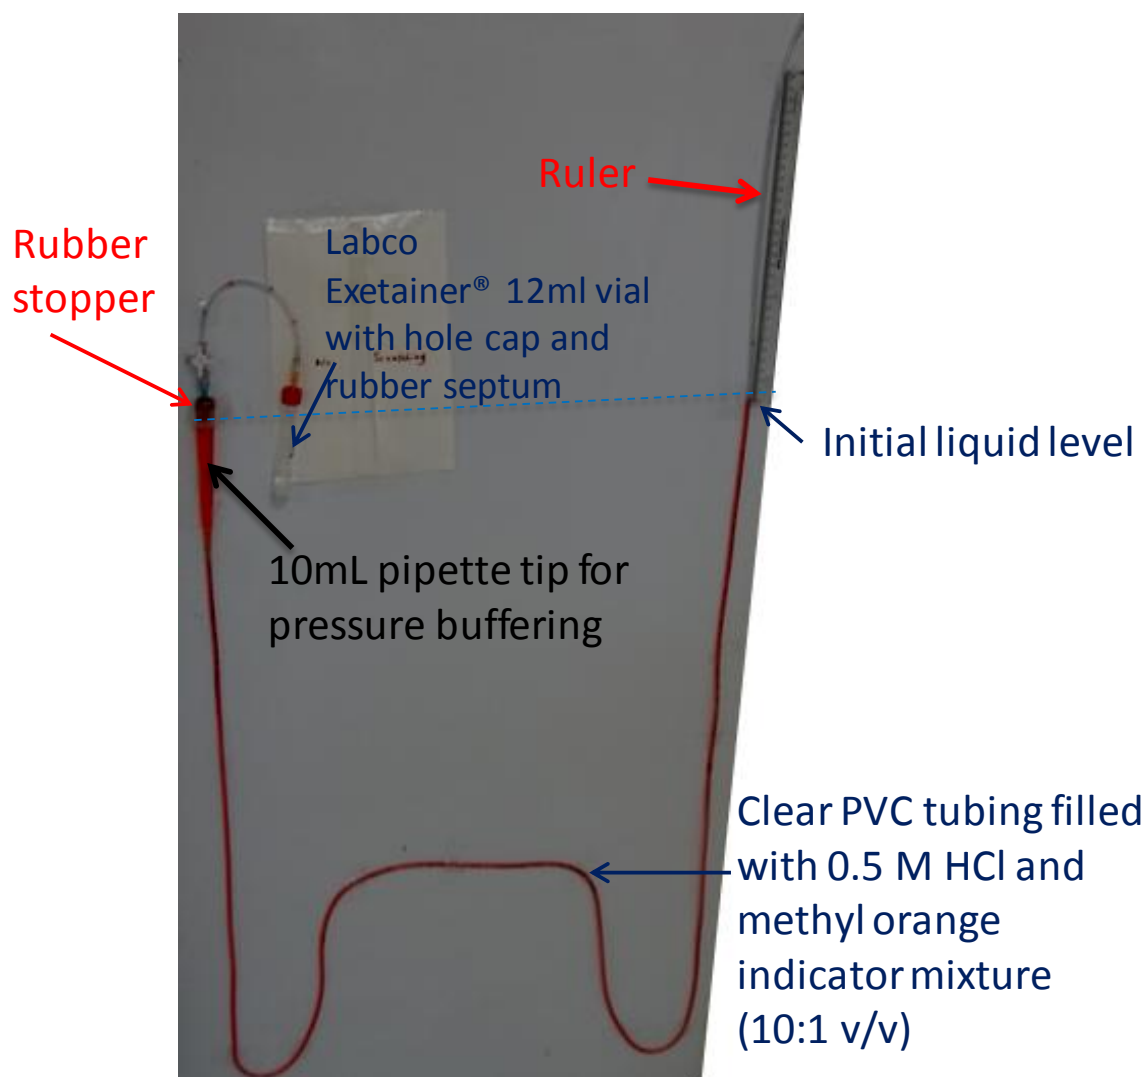 Ruler
Rubber
stopper
Labco
Exetainer® 12ml vial
with hole cap and
rubber septum
Initial liquid level
10mL pipette tip for
pressure buffering
Clear PVC tubing filled
with 0.5 M HCl and
methyl orange
indicator mixture
(10:1 v/v)